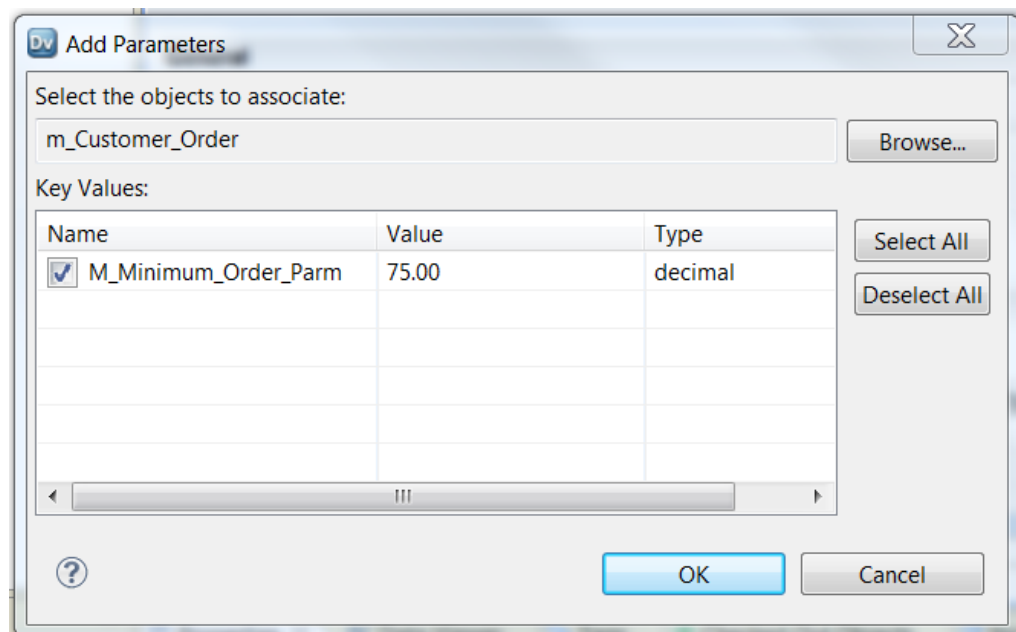 Dv Add Parameters
General
Select the objects to associate:
m_Customer_Order
Browse...
Key Values:
Name Value Type
M_Minimum_Order_Parm 75.00 decimal
Select All
Deselect All
?
OK Cancel